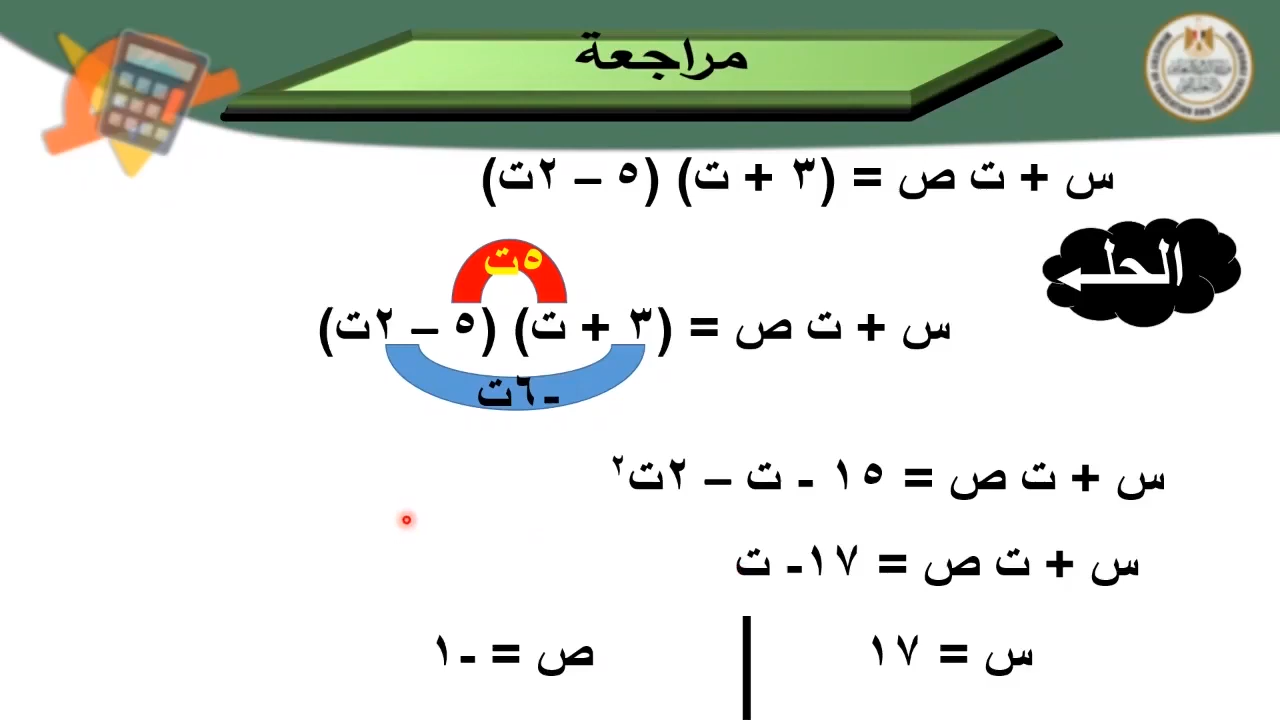 مراجعة
س + ت ص = (٣ + ت) (٥ – ٢ت)
الحل
٥ت
س + ت ص = (٣ + ت) (٥ – ٢ت)
-٦ت
س + ت ص = ١٥ - ت – ٢ت٢
س + ت ص = ١٧- ت
س = ١٧
ص = -١